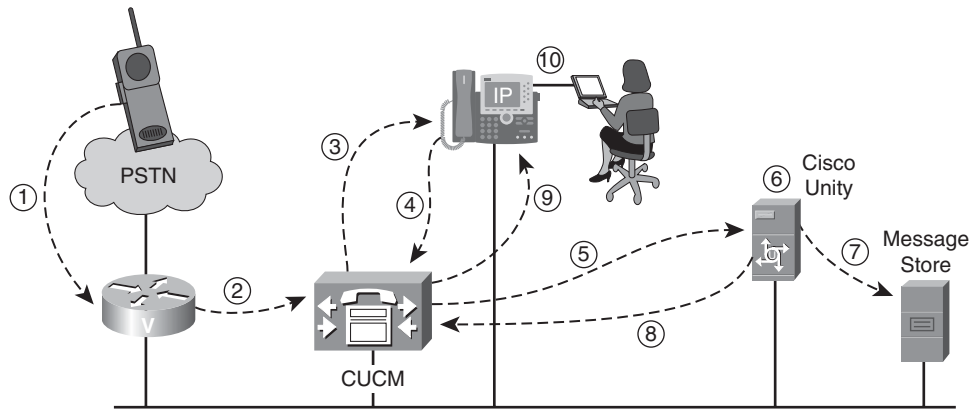 ⑩
IP
③
PSTN
①
④
⑨
⑥
Cisco
Unity
⑤
⑦
Message
Store
②
V
⑧
CUCM